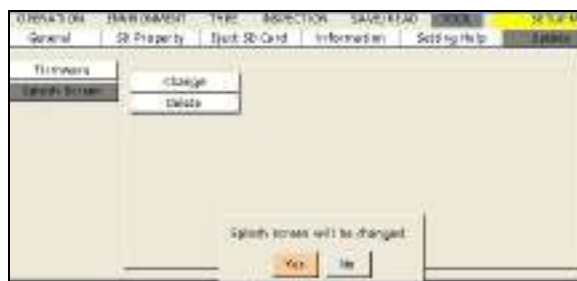 OPERATION ENVIRONMENT TYPE INSPECTION SAVE/READ TOOL SETUP M
General SD Property Eject SD Card Information Setting Help Update
Firmware
Change
Splash Screen
Delete
Splash screen will be changed
Yes No